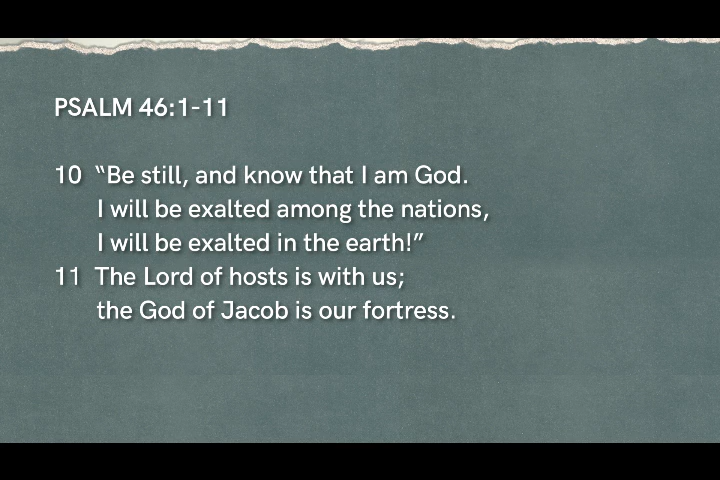 PSALM 46:1-11
10 “Be still, and know that I am God.
I will be exalted among the nations,
I will be exalted in the earth!”
11 The Lord of hosts is with us;
the God of Jacob is our fortress.